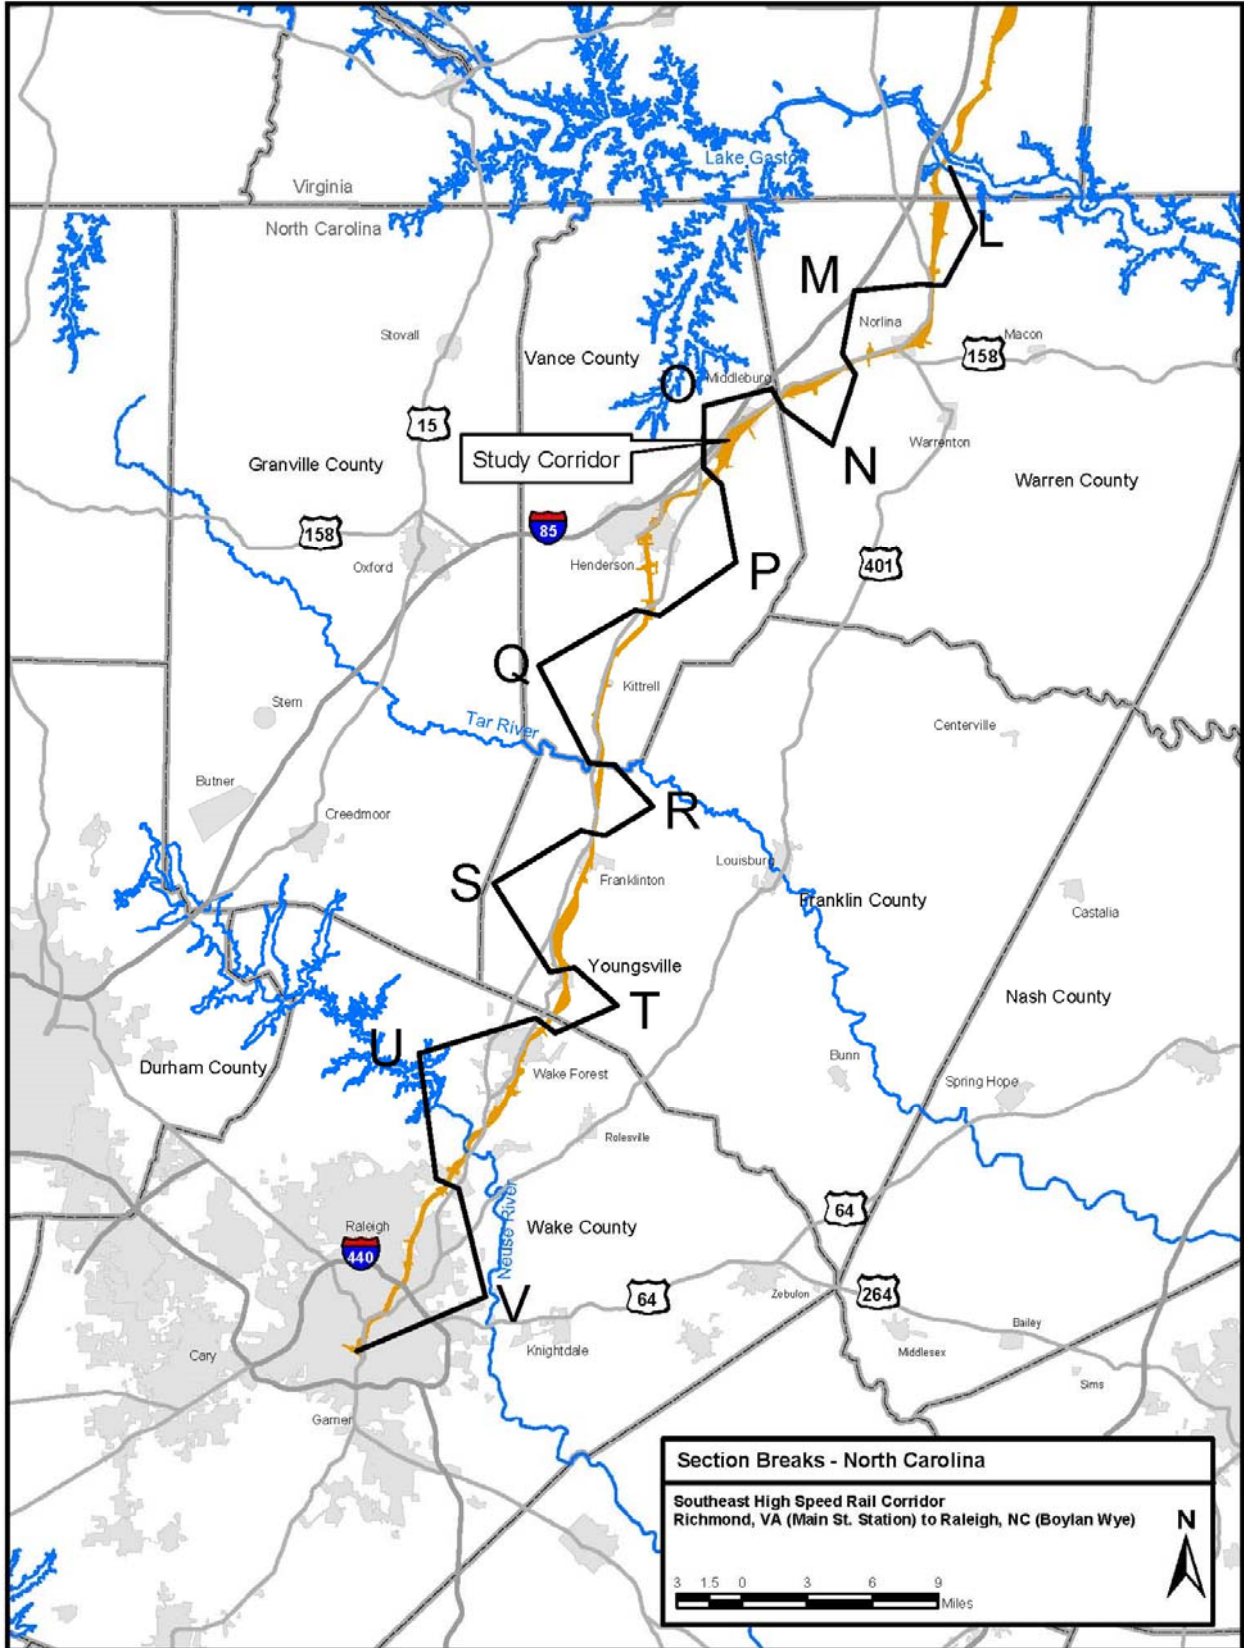 Lake Gaston
Virginia
North Carolina
L
M
Norlina
Macon
158
Stovall
Vance County
O
Middleburg
15
Study Corridor
Warrenton
N
Granville County
Warren County
158
85
Oxford
Henderson
P
401
Q
Kittrell
Stem
Tar River
Centerville
Butner
Creedmoor
R
Louisburg
S
Franklinton
Franklin County
Castalia
Youngsville
T
Nash County
U
Durham County
Wake Forest
Bunn
Spring Hope
Rolesville
Neuse River
Wake County
64
Raleigh
440
V
64
Zebulon
264
Knightdale
Bailey
Middlesex
Cary
Sims
Garner
Section Breaks - North Carolina
Southeast High Speed Rail Corridor
Richmond, VA (Main St. Station) to Raleigh, NC (Boylan Wye)
N
3 1.5 0 3 6 9
Miles